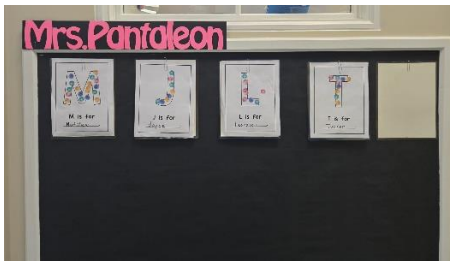 Mrs.Pantaleon
M
M is for
J
J is for
L
L is for
T
T is for